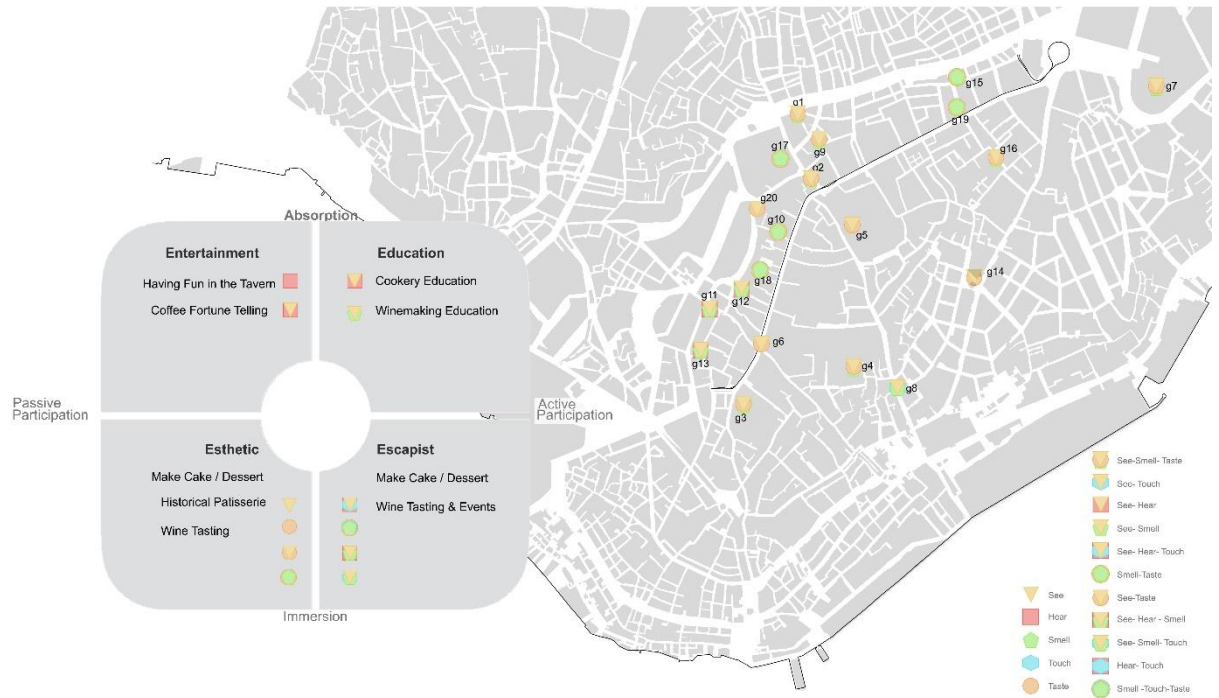 g15
g7
g1
g19
g9
g17
g16
g2
g20
g10
g5
g18
g14
g12
g11
g6
g13
g4
g8
g3
Absorption
Entertainment
Education
Having Fun in the Tavern
Cookery Education
Coffee Fortune Telling
Winemaking Education
Passive
Participation
Active
Participation
Esthetic
Escapist
Make Cake / Dessert
Make Cake / Dessert
Historical Patisserie
Wine Tasting & Events
Wine Tasting
Immersion
See
Hear
Smell
Touch
Taste
See-Smell- Taste
See- Touch
See- Hear
See- Smell
See- Hear- Touch
Smell-Taste
See-Taste
See- Hear - Smell
See- Smell-Touch
Hear- Touch
Smell -Touch-Taste